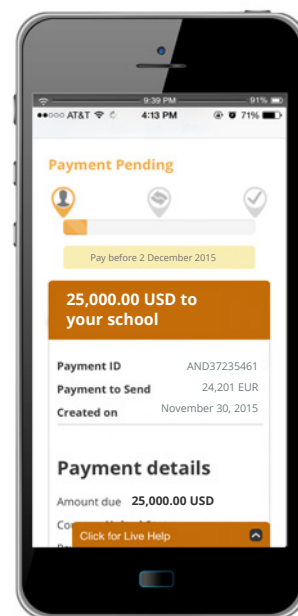 9:39 PM 91%
AT&T 4:13 PM 71%
Payment Pending
Pay before 2 December 2015
25,000.00 USD to
your school
Payment ID AND37235461
Payment to Send 24,201 EUR
Created on November 30, 2015
Payment details
Amount due 25,000.00 USD
Click for Live Help